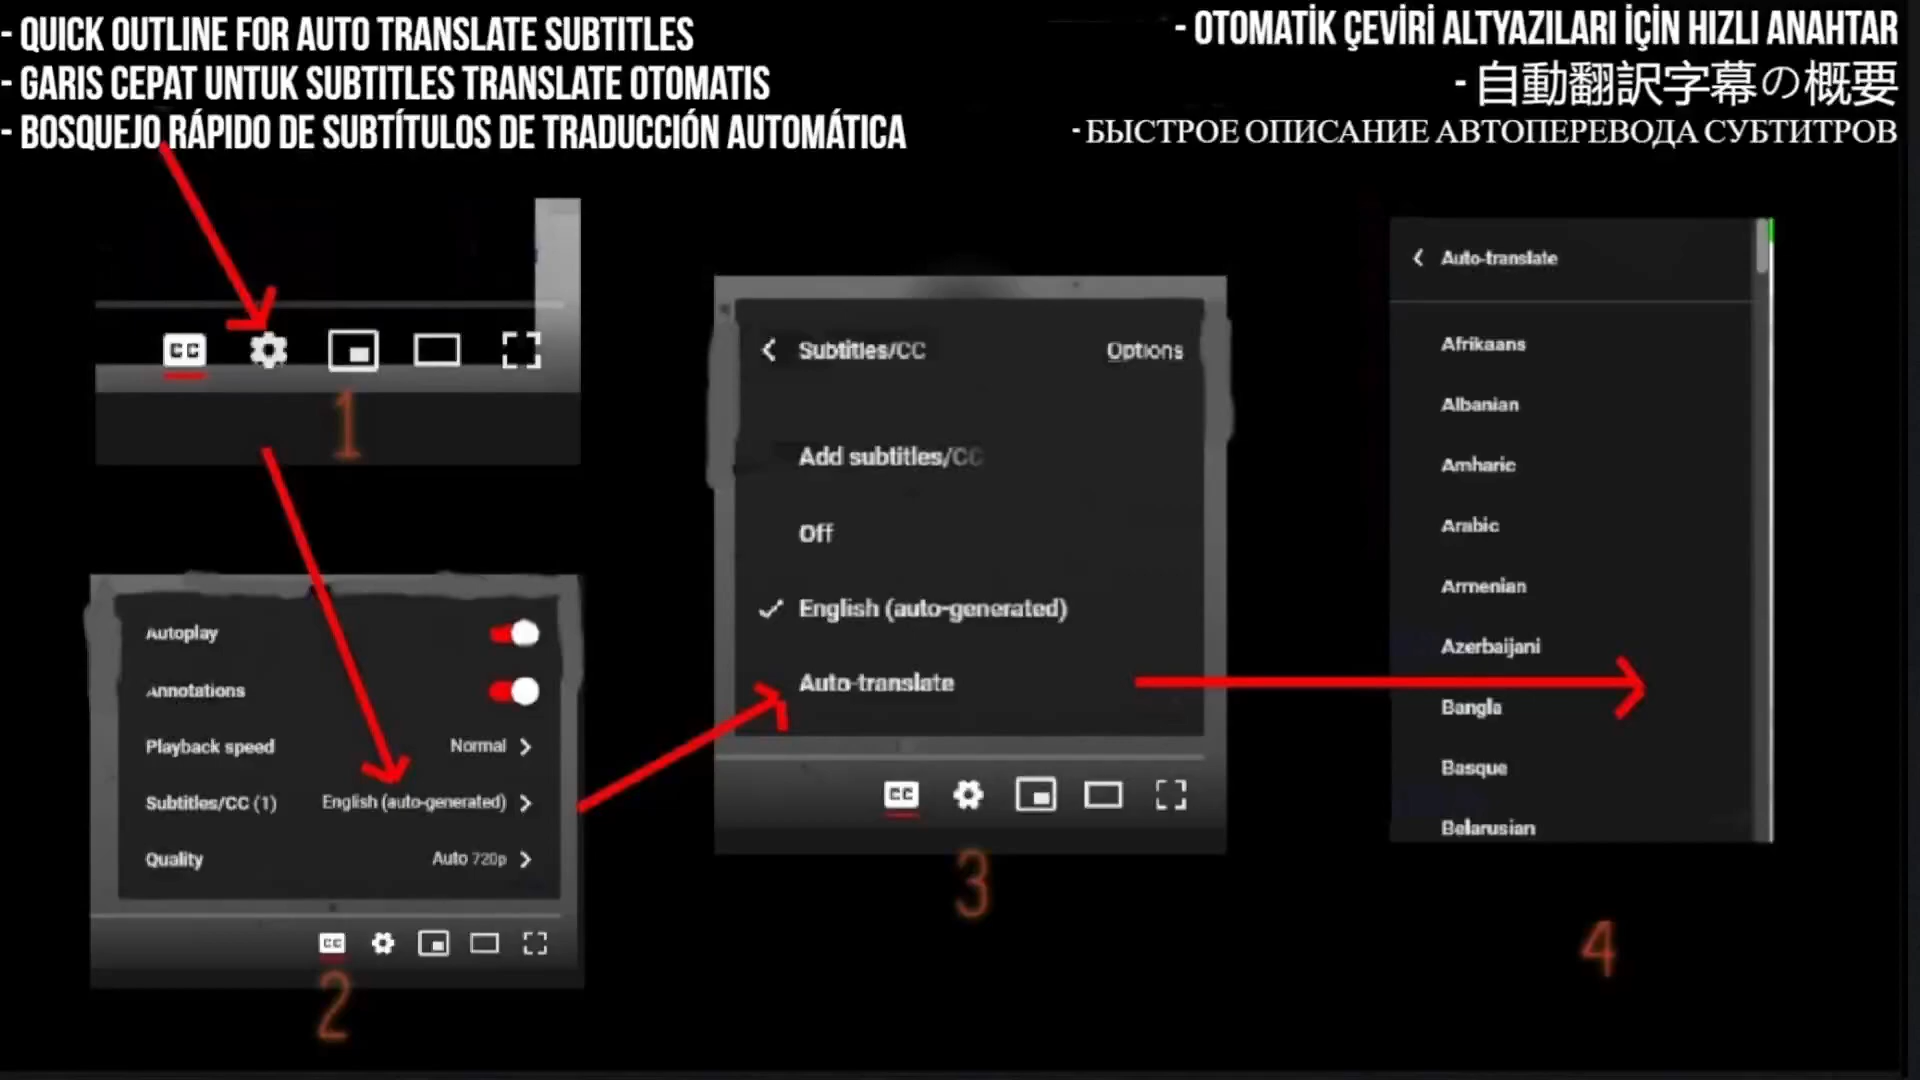 - QUICK OUTLINE FOR AUTO TRANSLATE SUBTITLES
- GARIS CEPAT UNTUK SUBTITLES TRANSLATE OTOMATIS
- BOSQUEJO RÁPIDO DE SUBTÍTULOS DE TRADUCCIÓN AUTOMÁTICA
- OTOMATİK ÇEVİRİ ALTYAZILARI İÇİN HIZLI ANAHTAR
- 自動翻訳字幕の概要
- БЫСТРОЕ ОПИСАНИЕ АВТОПЕРЕВОДА СУБТИТРОВ
CC
1
Autoplay
Annotations
Playback speed Normal
Subtitles/CC (1) English (auto-generated)
Quality Auto 720p
CC
2
Subtitles/CC Options
Add subtitles/CC
Off
English (auto-generated)
Auto-translate
CC
3
Auto-translate
Afrikaans
Albanian
Amharic
Arabic
Armenian
Azerbaijani
Bangla
Basque
Belarusian
4